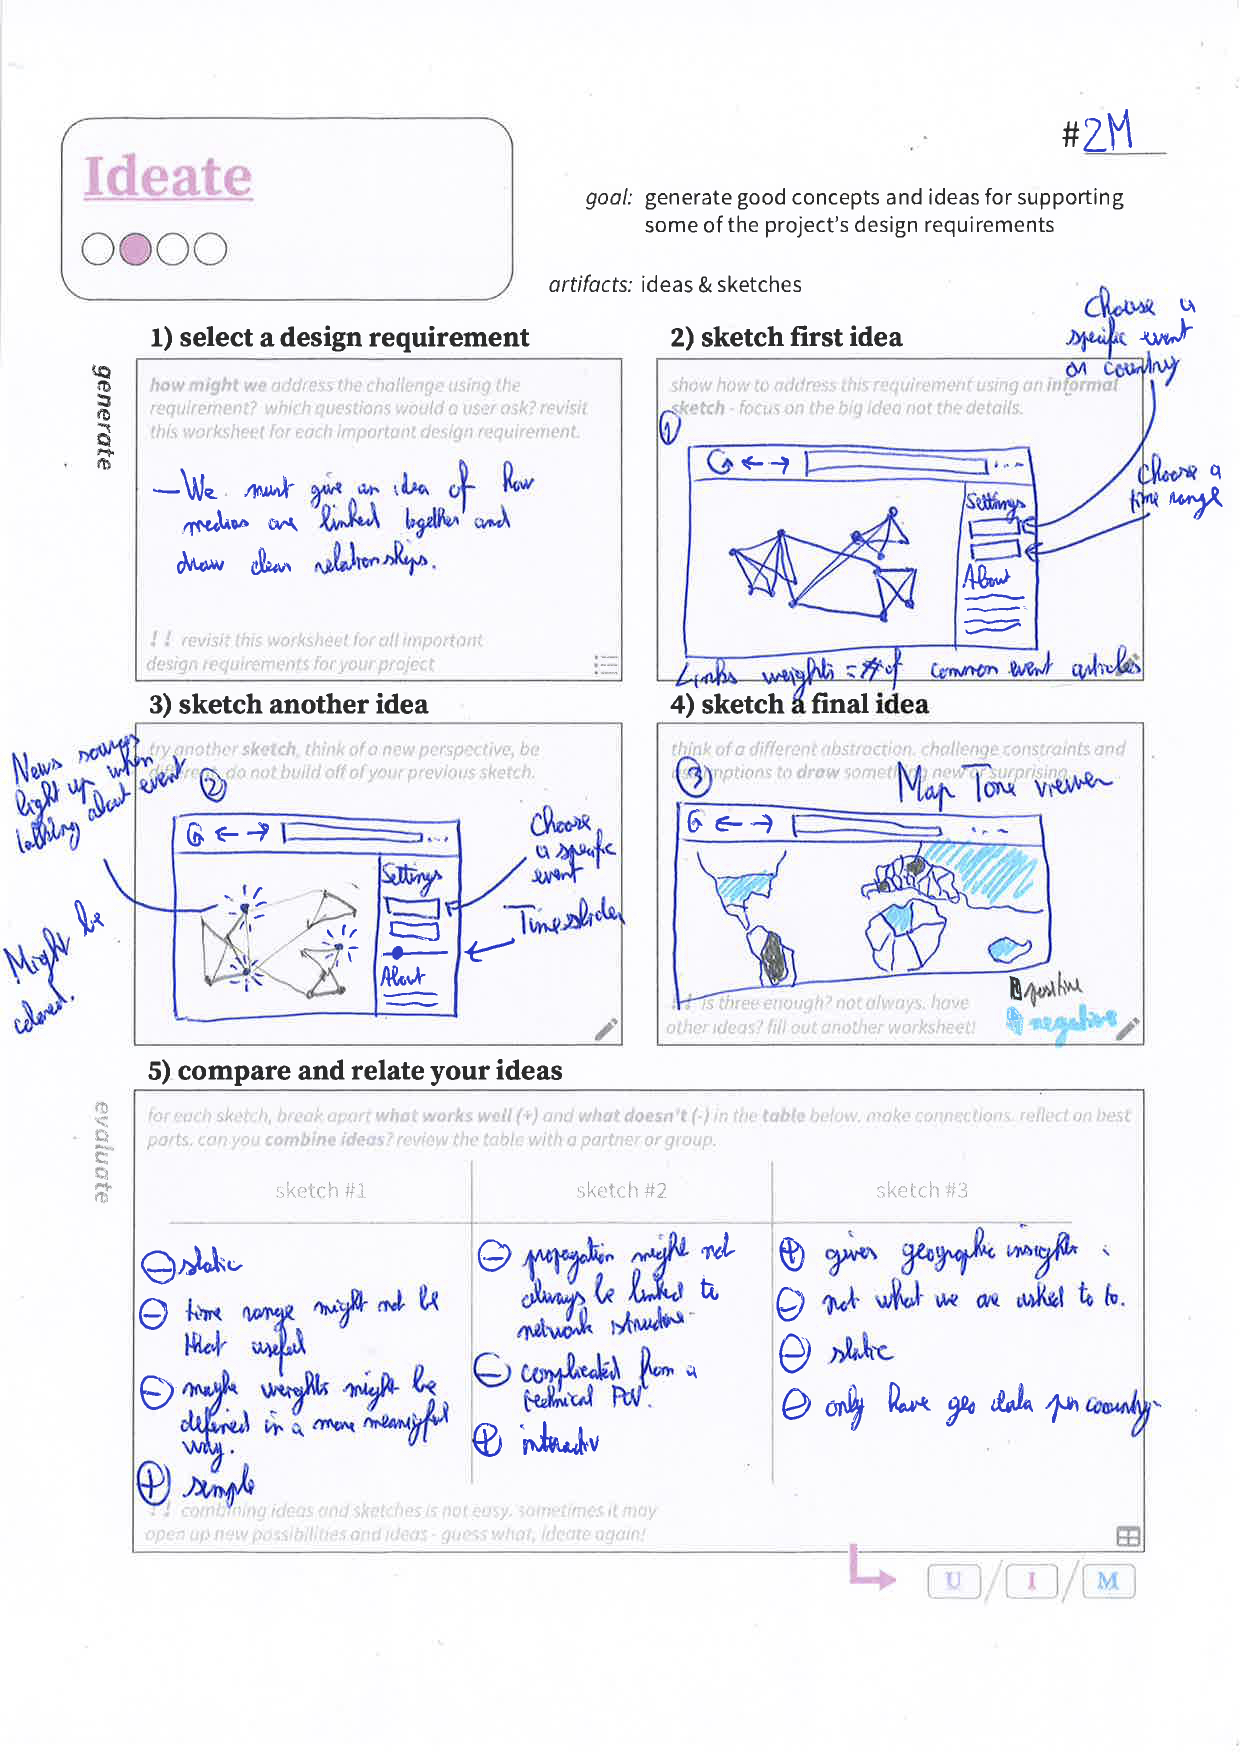 #2M
Ideate
goal: generate good concepts and ideas for supporting
some of the project's design requirements
artifacts: ideas & sketches
generate
1) select a design requirement
how might we address the challenge using the
requirement? which questions would a user ask? revisit
this worksheet for each important design requirement.
— We must give an idea of how
medias are linked together and
draw clear relationships.
!! revisit this worksheet for all important
design requirements for your project
2) sketch first idea
show how to address this requirement using an informal
sketch - focus on the big idea not the details.
Choose a
specific event
or country
Choose a
time range
1
...
Settings
About
Links weights = # of common event articles
3) sketch another idea
try another sketch, think of a new perspective, be
different, do not build off of your previous sketch.
News sources
light up when
talking about event
Might be
colored.
2
...
Settings
About
Choose
a specific
event
Time slider
4) sketch a final idea
think of a different abstraction. challenge constraints and
assumptions to draw something new or surprising
3
Map Tone viewer
...
positive
negative
!! is three enough? not always. have
other ideas? fill out another worksheet!
evaluate
5) compare and relate your ideas
for each sketch, break apart what works well (+) and what doesn't (-) in the table below. make connections. reflect on best
parts. can you combine ideas? review the table with a partner or group.
sketch #1
⊖ static
⊖ time range might not be
that useful
⊖ maybe weights might be
defined in a more meaningful
way.
⊕ simple
sketch #2
⊖ propagation might not
always be linked to
network structure
⊖ complicated from a
technical POV.
⊕ interactiv
sketch #3
⊕ gives geographic insights
⊖ not what we are asked to to.
⊖ static
⊖ only have geo data per country
!! combining ideas and sketches is not easy. sometimes it may
open up new possibilities and ideas - guess what, ideate again!
U / I / M